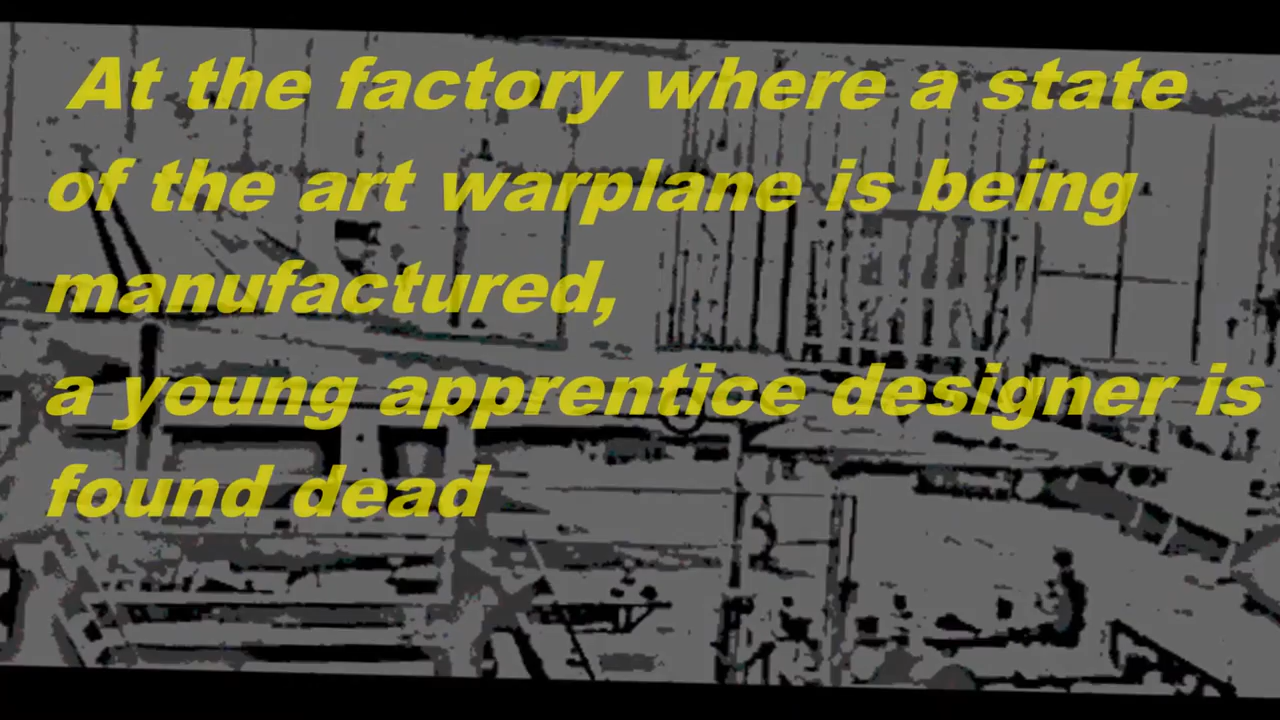 At the factory where a state
of the art warplane is being
manufactured,
a young apprentice designer is
found dead